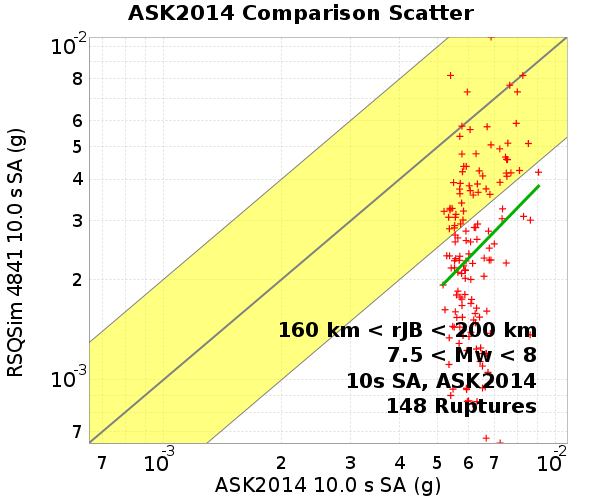 ASK2014 Comparison Scatter
10-2
8
6
5
4
3
2
10-3
7
RSQSim 4841 10.0 s SA (g)
160 km < rJB < 200 km
7.5 < Mw < 8
10s SA, ASK2014
148 Ruptures
7 10-3 2 3 4 5 6 7 10-2
ASK2014 10.0 s SA (g)